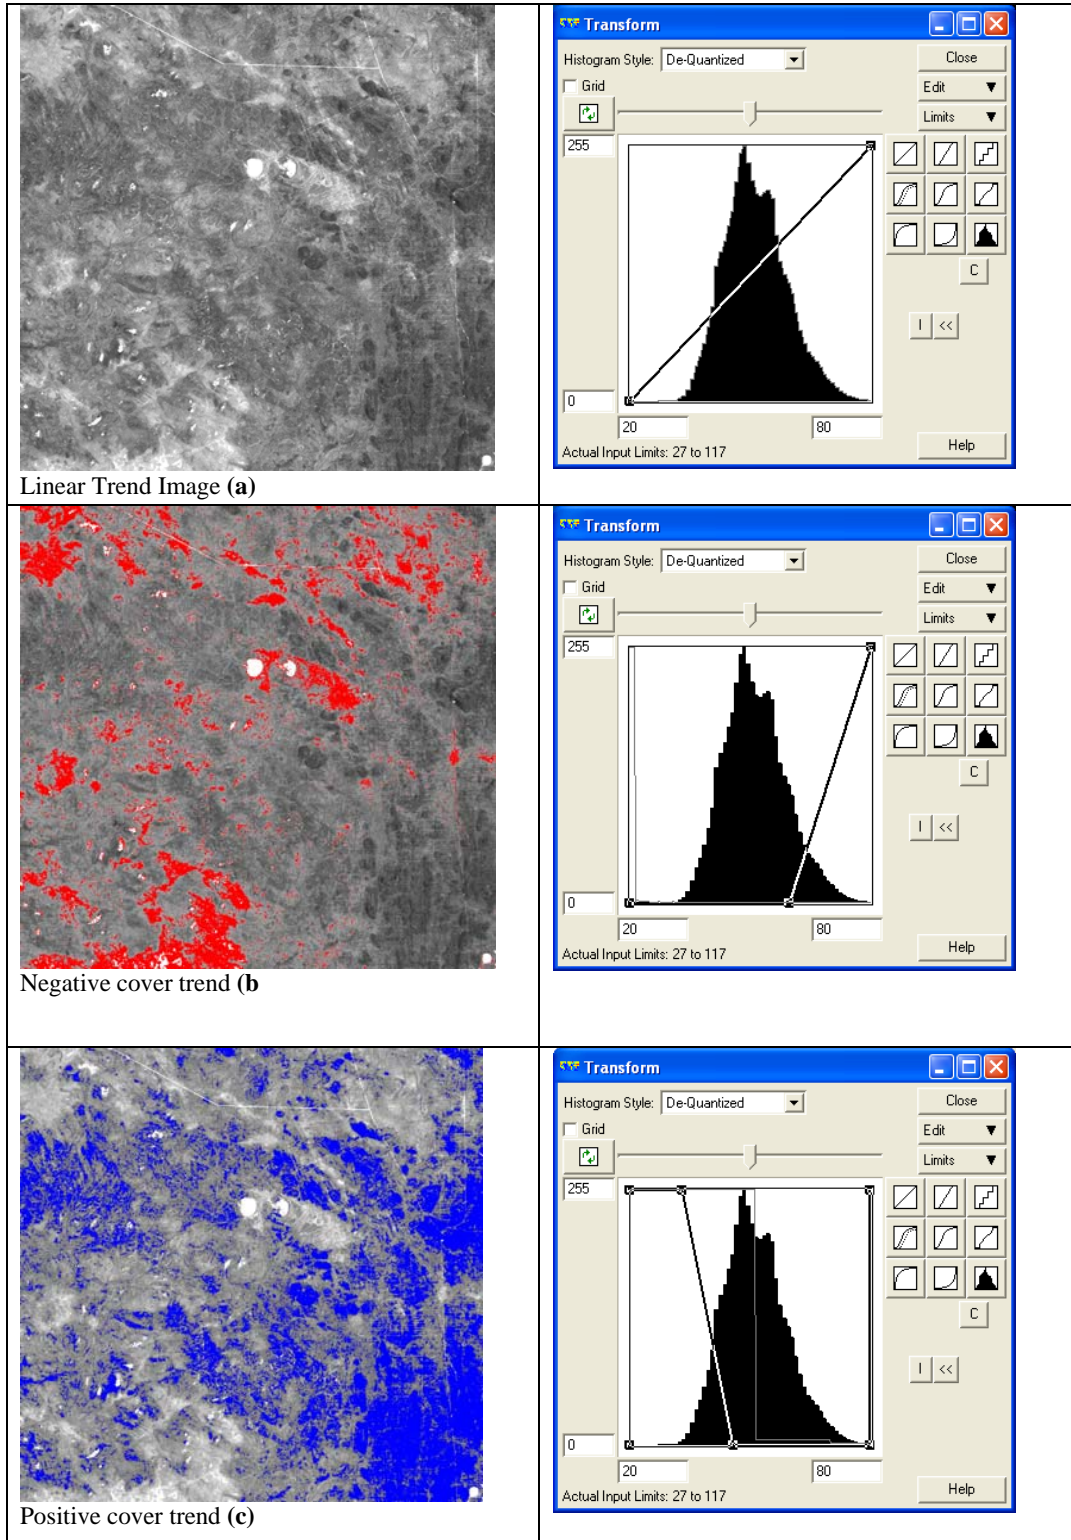 Transform
Histogram Style: De-Quantized
Close
Grid
Edit
Limits
255
C
I <<
0
20 80
Actual Input Limits: 27 to 117
Help
Linear Trend Image (a)
Transform
Histogram Style: De-Quantized
Close
Grid
Edit
Limits
255
C
I <<
0
20 80
Actual Input Limits: 27 to 117
Help
Negative cover trend (b
Transform
Histogram Style: De-Quantized
Close
Grid
Edit
Limits
255
C
I <<
0
20 80
Actual Input Limits: 27 to 117
Help
Positive cover trend (c)